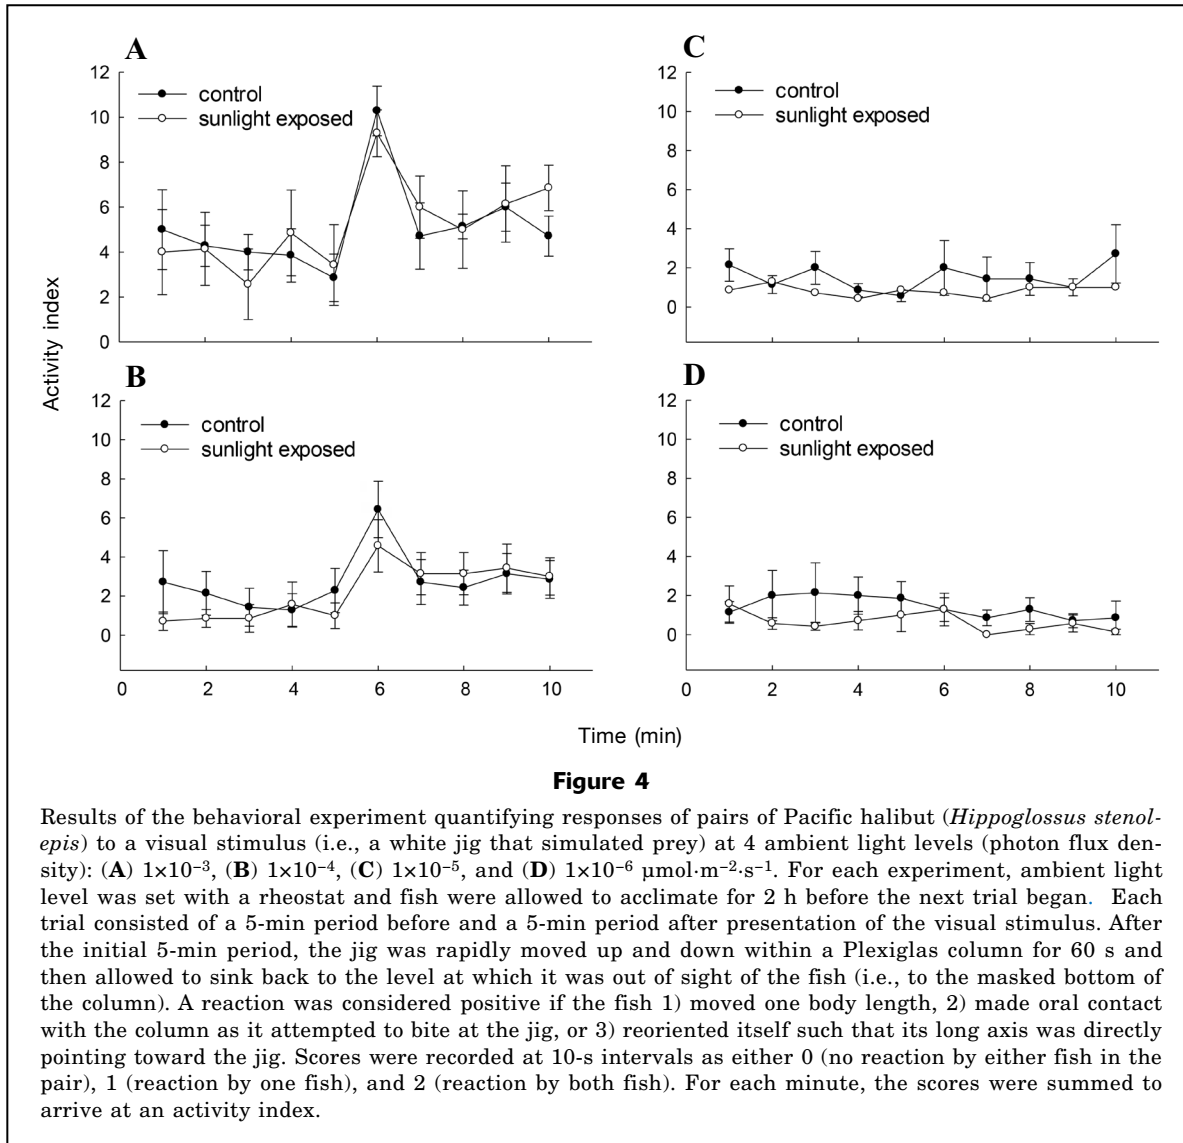 A
12
10
8
6
4
2
0
control
sunlight exposed
C
12
10
8
6
4
2
0
control
sunlight exposed
Activity index
B
12
10
8
6
4
2
0
control
sunlight exposed
0 2 4 6 8 10
D
12
10
8
6
4
2
0
control
sunlight exposed
0 2 4 6 8 10
Time (min)
Figure 4
Results of the behavioral experiment quantifying responses of pairs of Pacific halibut (Hippoglossus stenol-
epis) to a visual stimulus (i.e., a white jig that simulated prey) at 4 ambient light levels (photon flux den-
sity): (A) 1×10⁻³, (B) 1×10⁻⁴, (C) 1×10⁻⁵, and (D) 1×10⁻⁶ μmol·m⁻²·s⁻¹. For each experiment, ambient light
level was set with a rheostat and fish were allowed to acclimate for 2 h before the next trial began. Each
trial consisted of a 5-min period before and a 5-min period after presentation of the visual stimulus. After
the initial 5-min period, the jig was rapidly moved up and down within a Plexiglas column for 60 s and
then allowed to sink back to the level at which it was out of sight of the fish (i.e., to the masked bottom of
the column). A reaction was considered positive if the fish 1) moved one body length, 2) made oral contact
with the column as it attempted to bite at the jig, or 3) reoriented itself such that its long axis was directly
pointing toward the jig. Scores were recorded at 10-s intervals as either 0 (no reaction by either fish in the
pair), 1 (reaction by one fish), and 2 (reaction by both fish). For each minute, the scores were summed to
arrive at an activity index.